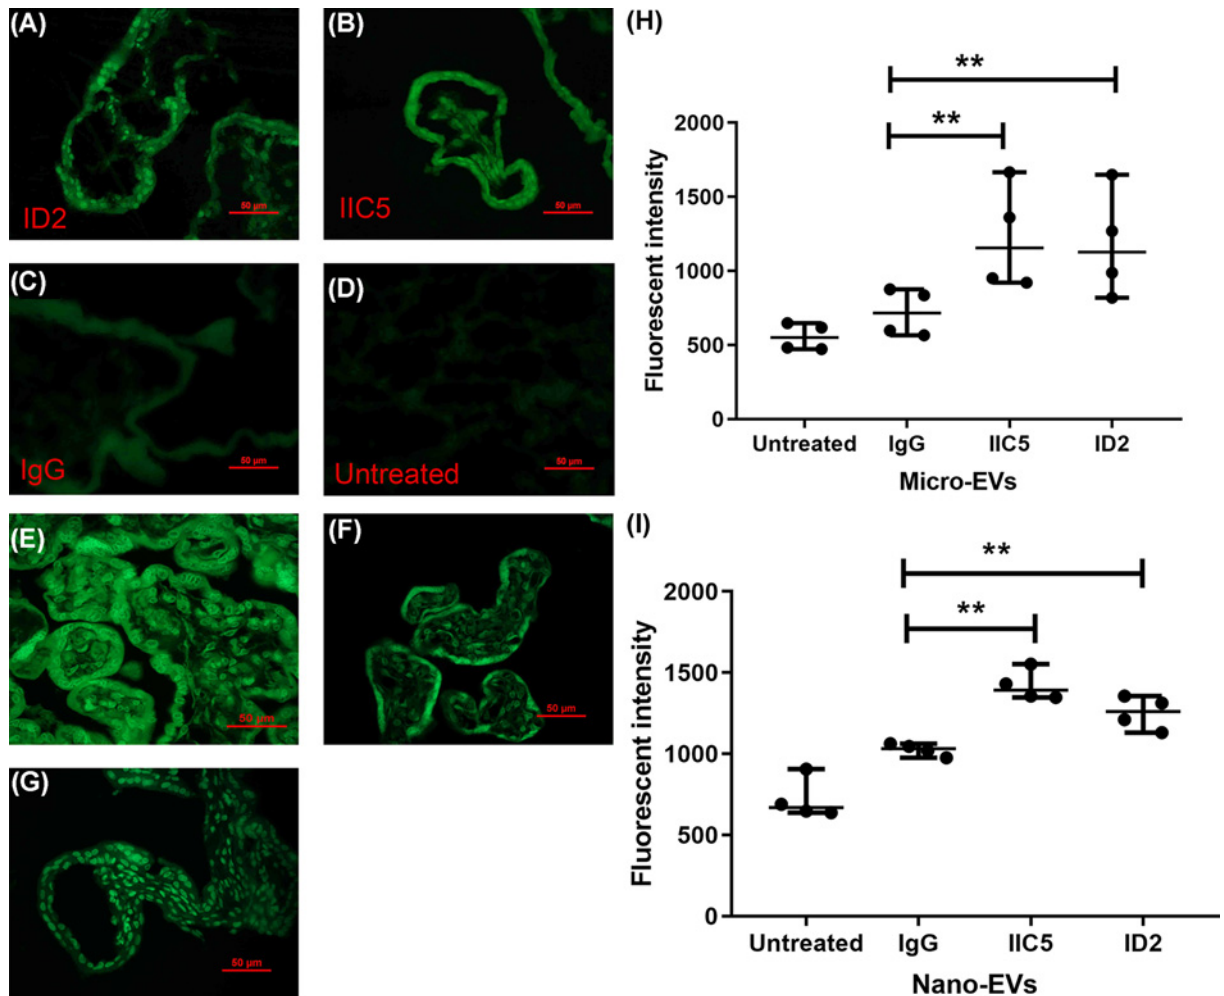 (A)
ID2
50 µm
(B)
IIC5
50 µm
(C)
IgG
50 µm
(D)
Untreated
50 µm
(E)
50 µm
(F)
50 µm
(G)
50 µm
(H)
**
**
Fluorescent intensity
2000
1500
1000
500
0
Untreated IgG IIC5 ID2
Micro-EVs
(I)
**
**
Fluorescent intensity
2000
1500
1000
500
0
Untreated IgG IIC5 ID2
Nano-EVs